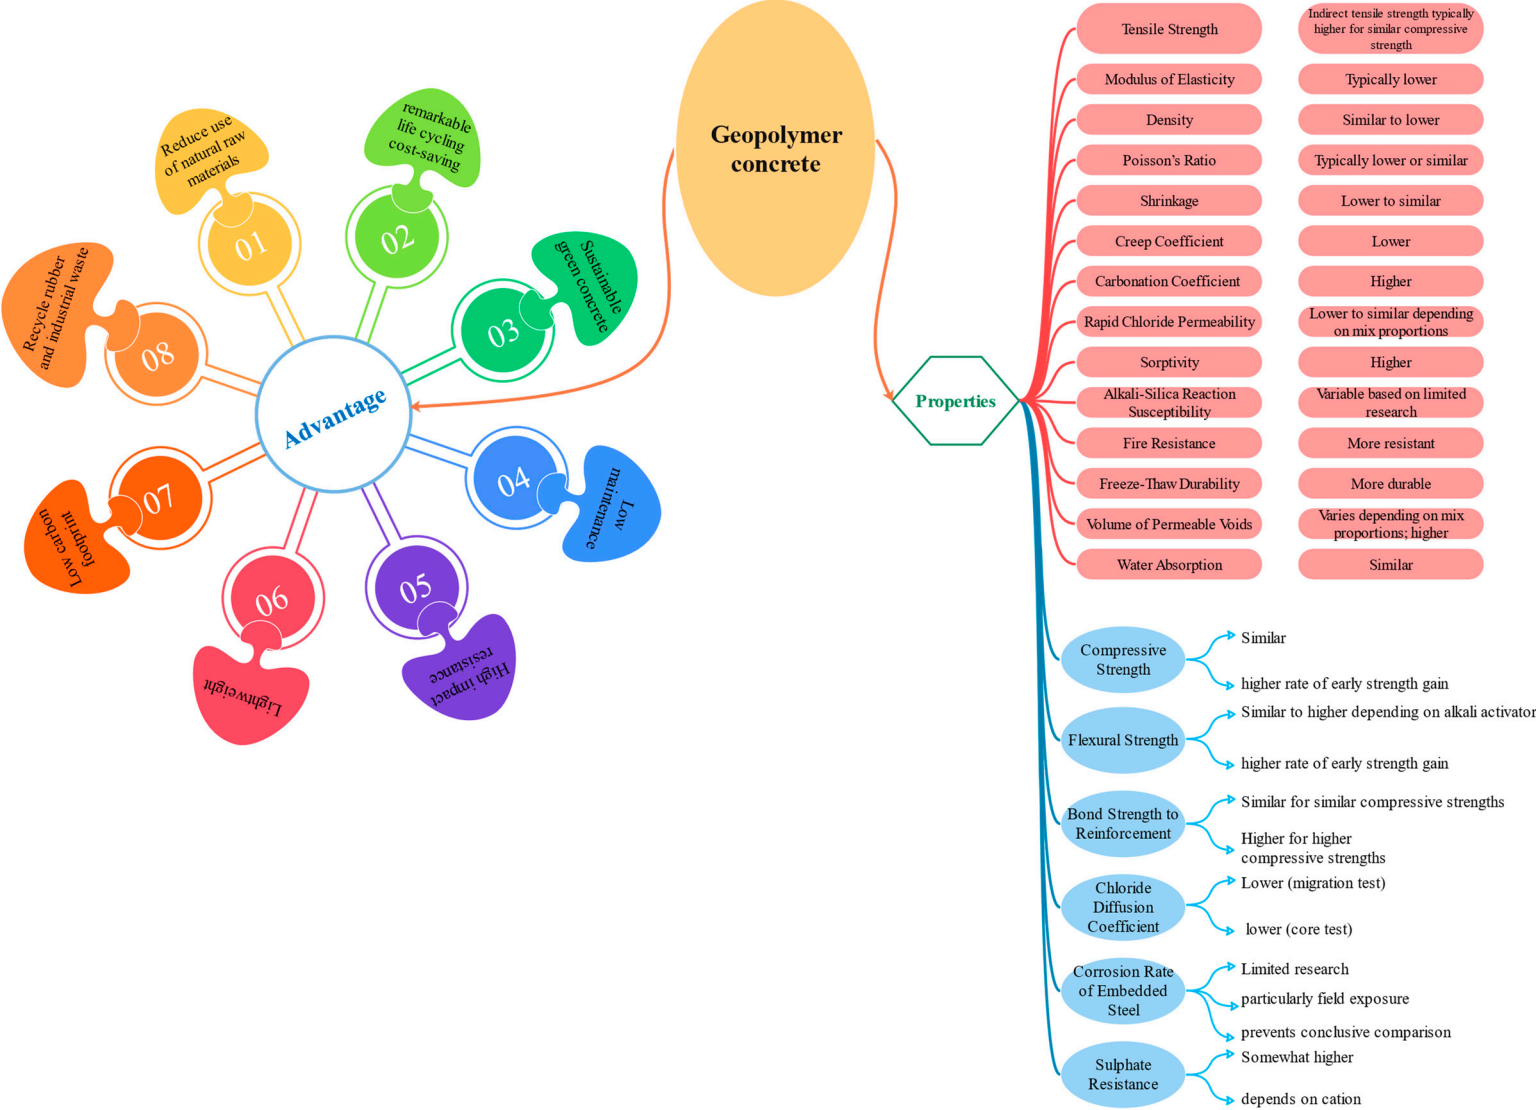 Geopolymer
concrete
Advantage
01
Reduce use
of natural raw
materials
02
remarkable
life cycling
cost-saving
03
Sustainable
green concrete
04
Low
maintenance
05
High impact
resistance
06
Lightweight
07
Low carbon
footprint
08
Recycle rubber
and industrial waste
Properties
Tensile Strength
Indirect tensile strength typically
higher for similar compressive
strength
Modulus of Elasticity
Typically lower
Density
Similar to lower
Poisson’s Ratio
Typically lower or similar
Shrinkage
Lower to similar
Creep Coefficient
Lower
Carbonation Coefficient
Higher
Rapid Chloride Permeability
Lower to similar depending
on mix proportions
Sorptivity
Higher
Alkali-Silica Reaction
Susceptibility
Variable based on limited
research
Fire Resistance
More resistant
Freeze-Thaw Durability
More durable
Volume of Permeable Voids
Varies depending on mix
proportions; higher
Water Absorption
Similar
Compressive
Strength
Similar
higher rate of early strength gain
Flexural Strength
Similar to higher depending on alkali activator
higher rate of early strength gain
Bond Strength to
Reinforcement
Similar for similar compressive strengths
Higher for higher
compressive strengths
Chloride
Diffusion
Coefficient
Lower (migration test)
lower (core test)
Corrosion Rate
of Embedded
Steel
Limited research
particularly field exposure
prevents conclusive comparison
Sulphate
Resistance
Somewhat higher
depends on cation